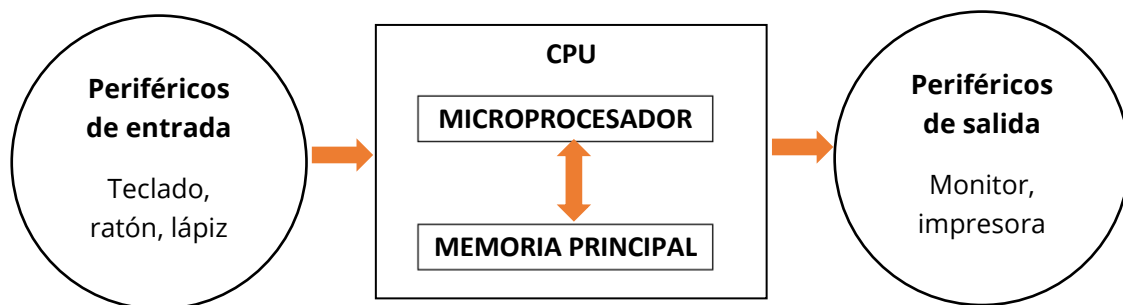 Periféricos
de entrada
Teclado,
ratón, lápiz
CPU
MICROPROCESADOR
MEMORIA PRINCIPAL
Periféricos
de salida
Monitor,
impresora